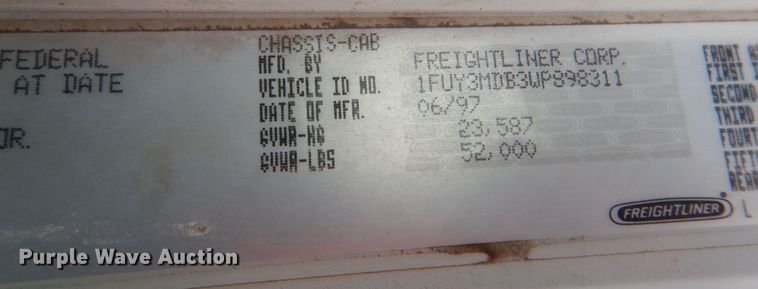 FEDERAL
AT DATE
OR.
CHASSIS-CAB
MFD. BY FREIGHTLINER CORP.
VEHICLE ID NO. 1FUY3MDB3WP898311
DATE OF MFR. 06/97
GVWR-KG 23,587
GVWR-LBS 52,000
FRONT
FIRST
SECOND
THIRD
FOURT
FIFT
REAR
FREIGHTLINER L
Purple Wave Auction